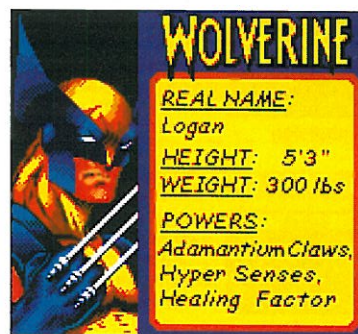 WOLVERINE
REAL NAME:
Logan
HEIGHT: 5'3"
WEIGHT: 300 lbs
POWERS:
Adamantium Claws,
Hyper Senses,
Healing Factor